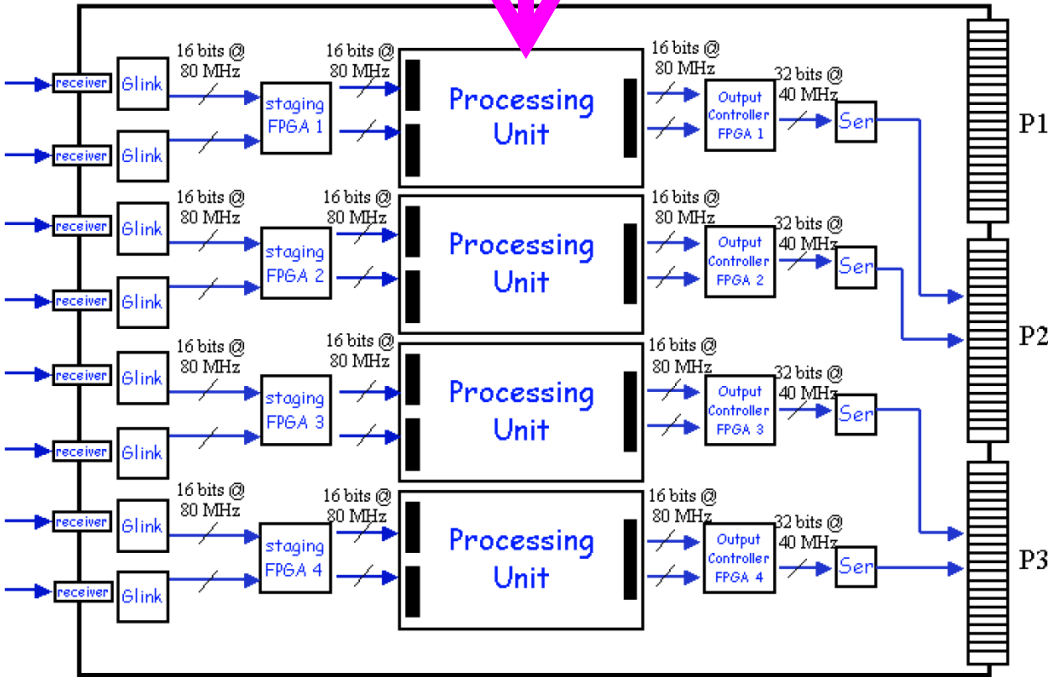 16 bits @
80 MHz
16 bits @
80 MHz
16 bits @
80 MHz
32 bits @
40 MHz
receiver
Glink
staging
FPGA 1
Processing
Unit
Output
Controller
FPGA 1
Ser
P1
receiver
Glink
16 bits @
80 MHz
16 bits @
80 MHz
16 bits @
80 MHz
32 bits @
40 MHz
receiver
Glink
staging
FPGA 2
Processing
Unit
Output
Controller
FPGA 2
Ser
receiver
Glink
P2
16 bits @
80 MHz
16 bits @
80 MHz
16 bits @
80 MHz
32 bits @
40 MHz
receiver
Glink
staging
FPGA 3
Processing
Unit
Output
Controller
FPGA 3
Ser
receiver
Glink
16 bits @
80 MHz
16 bits @
80 MHz
16 bits @
80 MHz
32 bits @
40 MHz
receiver
Glink
staging
FPGA 4
Processing
Unit
Output
Controller
FPGA 4
Ser
P3
receiver
Glink